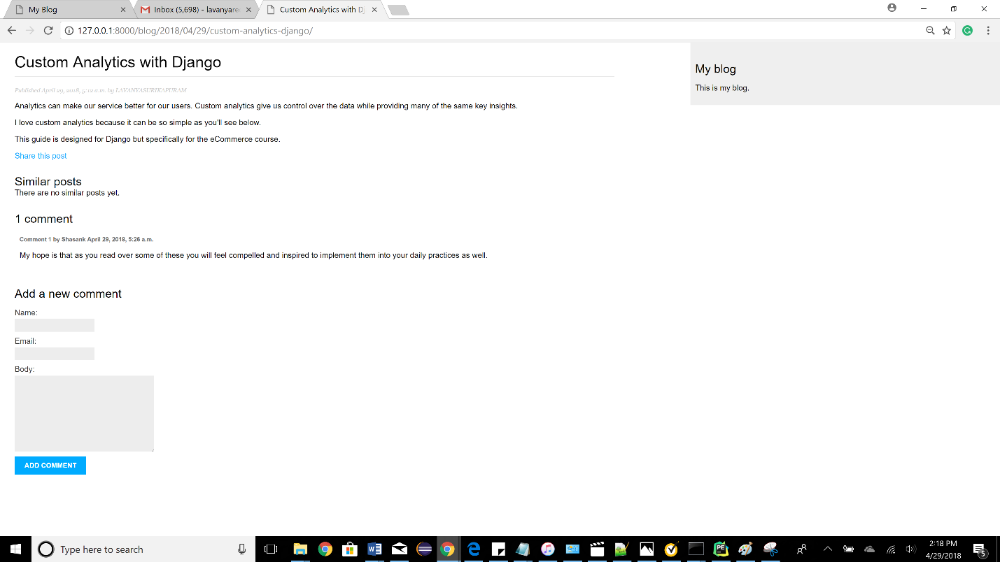 My Blog
Inbox (5,698) - lavanyare
Custom Analytics with Dj
127.0.0.1:8000/blog/2018/04/29/custom-analytics-django/
Custom Analytics with Django
Published April 29, 2018, 5:12 a.m. by LAVANYASURIKAPURAM
Analytics can make our service better for our users. Custom analytics give us control over the data while providing many of the same key insights.
I love custom analytics because it can be so simple as you'll see below.
This guide is designed for Django but specifically for the eCommerce course.
Share this post
Similar posts
There are no similar posts yet.
1 comment
Comment 1 by Shasank April 29, 2018, 5:26 a.m.
My hope is that as you read over some of these you will feel compelled and inspired to implement them into your daily practices as well.
Add a new comment
Name:
Email:
Body:
ADD COMMENT
My blog
This is my blog.
Type here to search
2:18 PM
4/29/2018
5